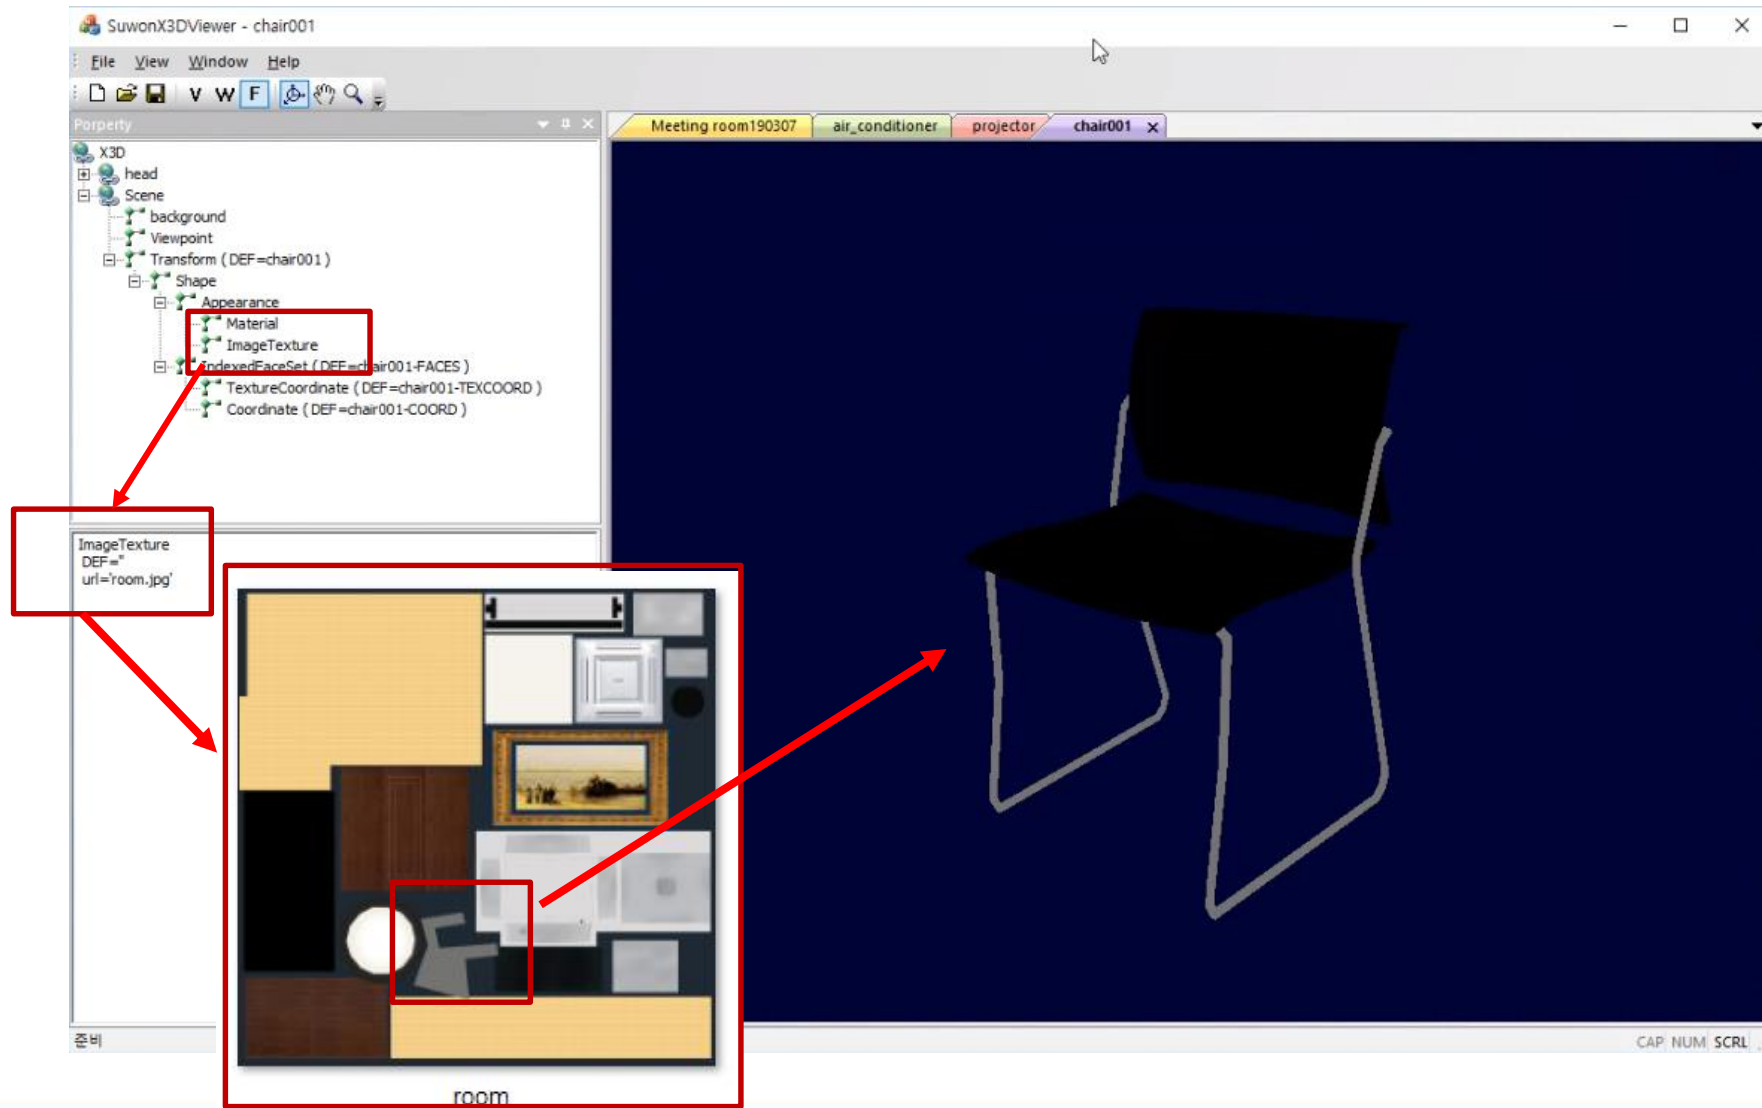 SuwonX3DViewer - chair001
File View Window Help
V W F
Porperty
Meeting room190307 air_conditioner projector chair001 x
X3D
head
Scene
background
Viewpoint
Transform ( DEF=chair001 )
Shape
Appearance
Material
ImageTexture
IndexedFaceSet ( DEF=chair001-FACES )
TextureCoordinate ( DEF=chair001-TEXCOORD )
Coordinate ( DEF=chair001-COORD )
ImageTexture
DEF=''
url='room.jpg'
room
준비
CAP NUM SCRL